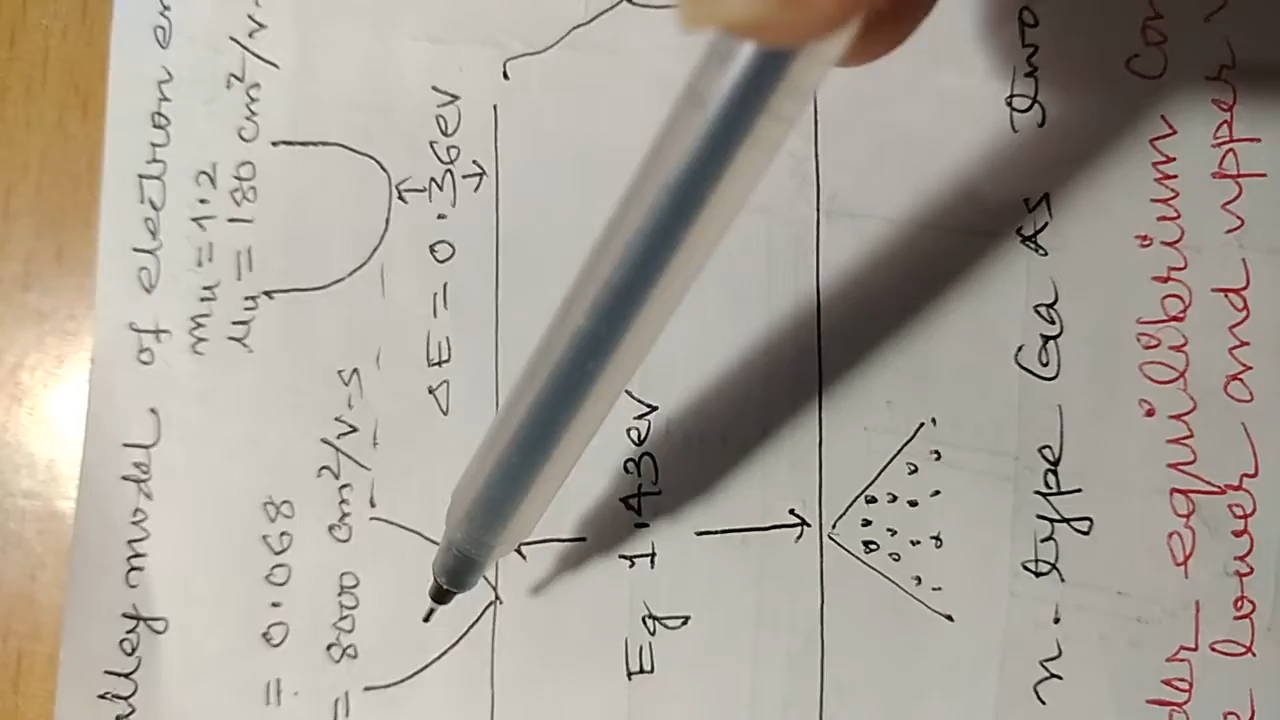 alley model of electron en
mu = 1.2
μu = 180 cm²/v-
= 0.068
= 8000 cm²/v-s
ΔE = 0.36ev
Eg 1.43ev
n-type Ga As two
der equilibrium con
lower and upper v